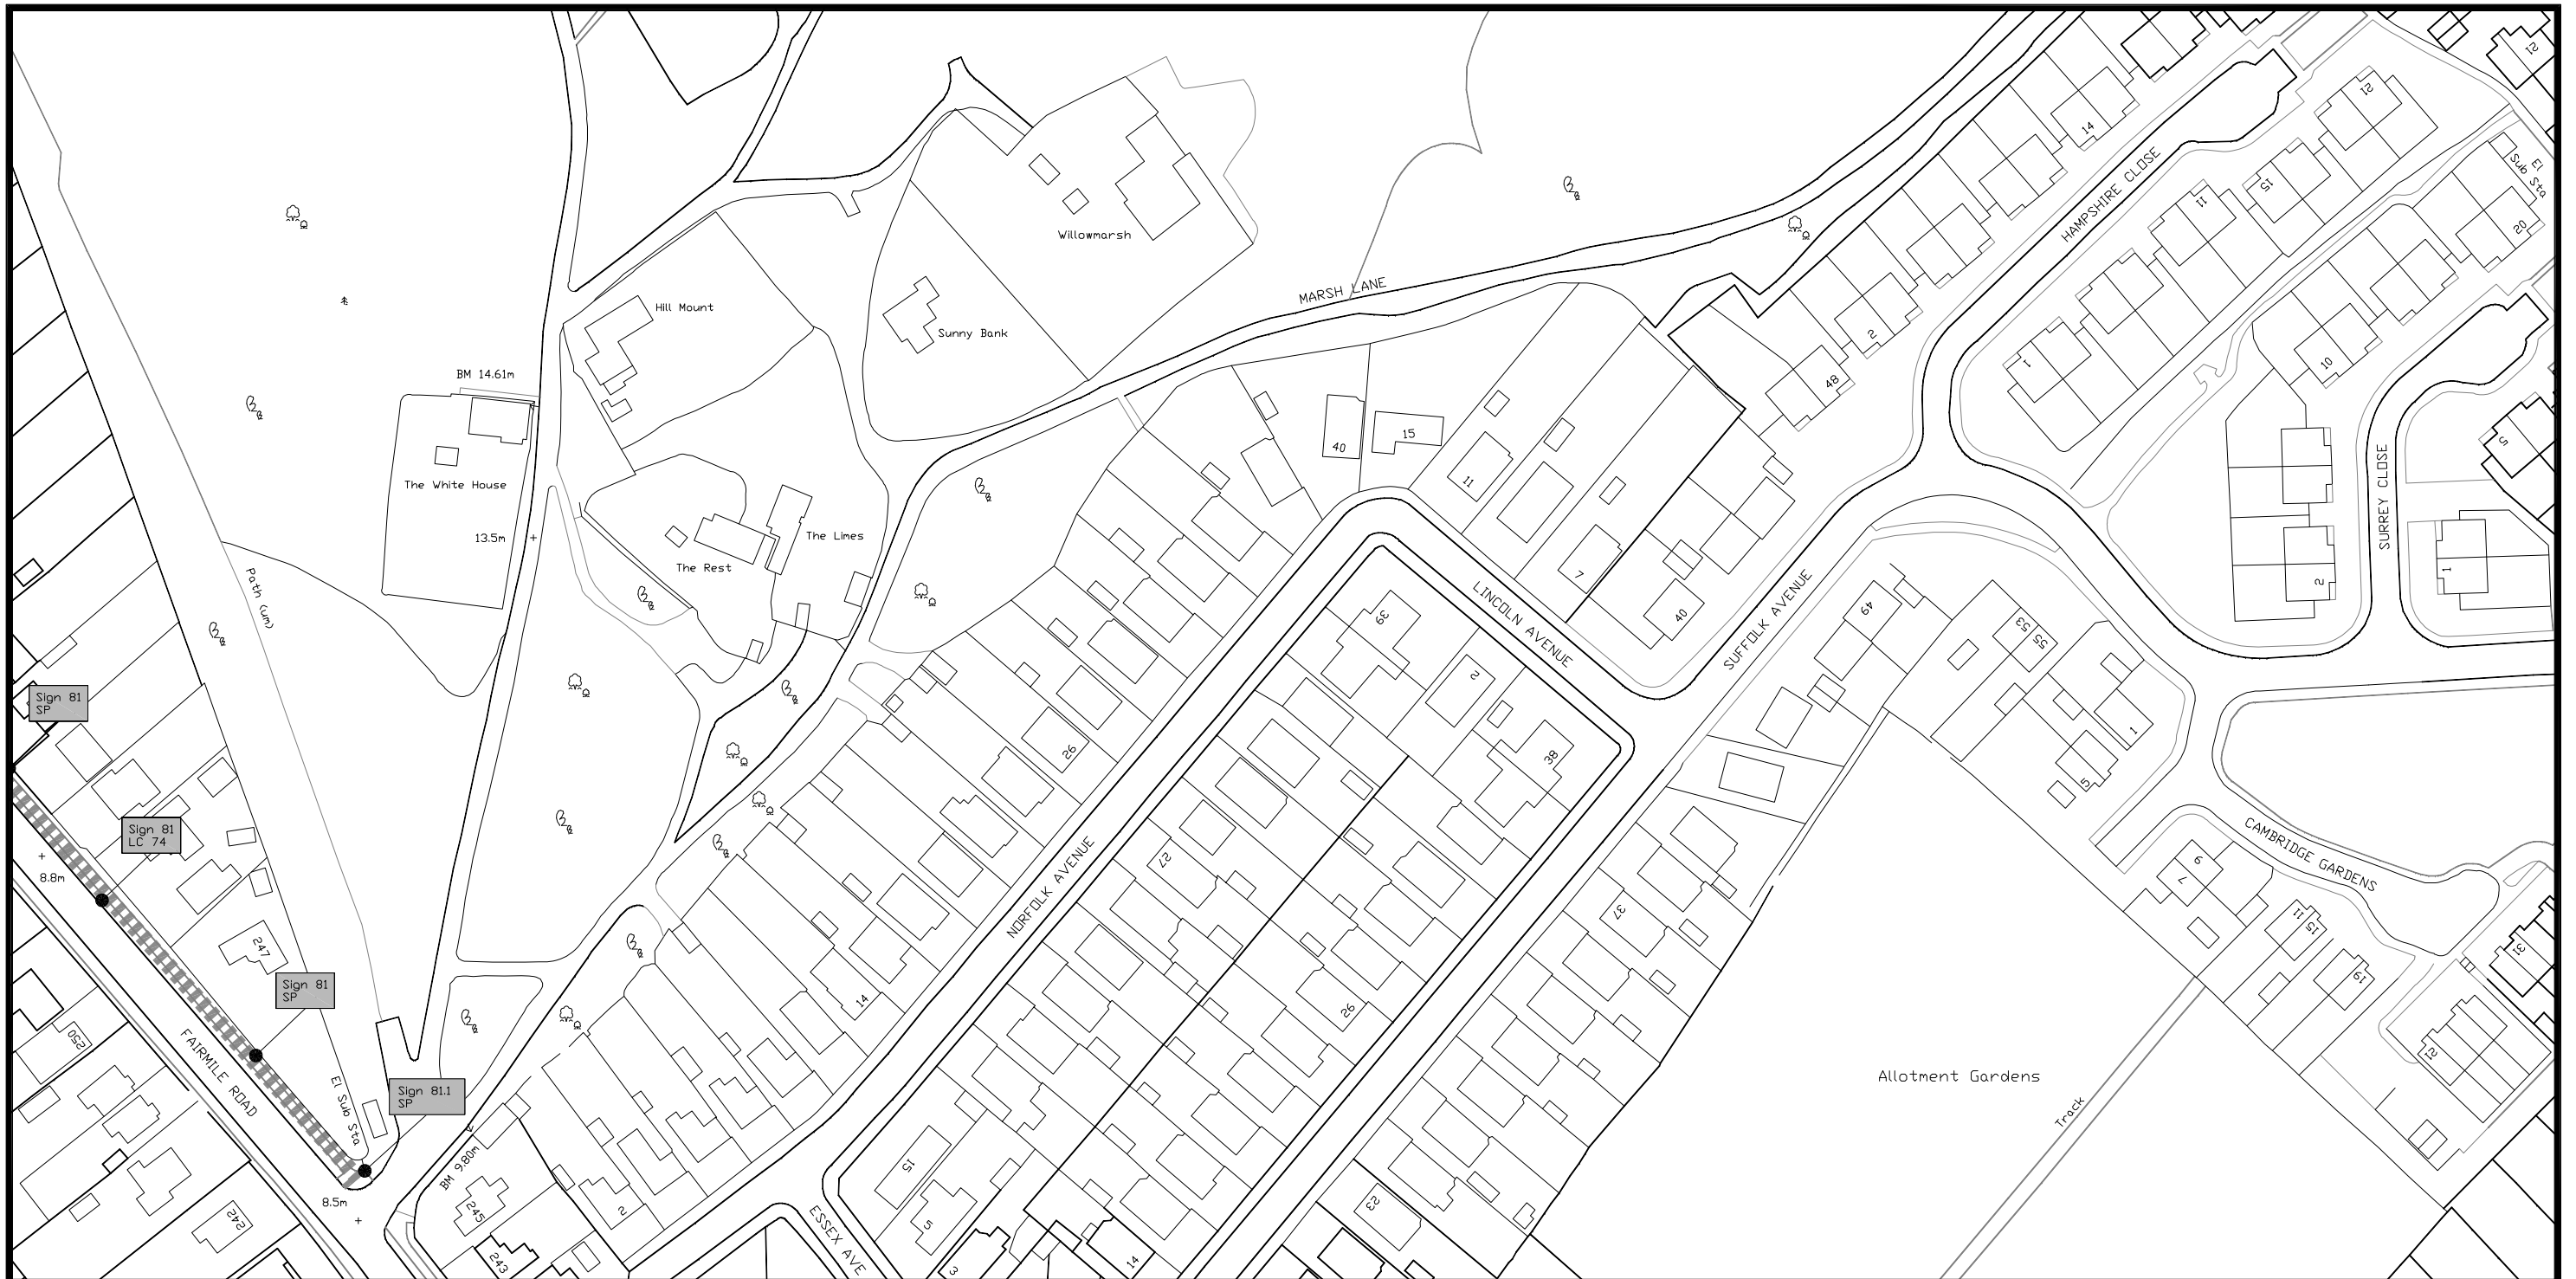 12
14
HAMPSHIRE CLOSE
21
El
Sub Sta
15
11
20
Willowmarsh
Hill Mount
Sunny Bank
MARSH LANE
2
48
1
10
BM 14.61m
The White House
13.5m
The Limes
The Rest
40
15
11
7
40
SURREY CLOSE
5
1
2
Path (um)
LINCOLN AVENUE
SUFFOLK AVENUE
39
2
38
49
53
55
1
5
26
Sign 81
SP
Sign 81
LC 74
8.8m
247
Sign 81
SP
NORFOLK AVENUE
27
37
CAMBRIDGE GARDENS
9
7
11
15
19
31
21
14
26
250
FAIRMILE ROAD
El Sub Sta
Sign 81.1
SP
Allotment Gardens
Track
BM 9.80m
8.5m
242
245
243
2
ESSEX AVE
15
5
3
14
23